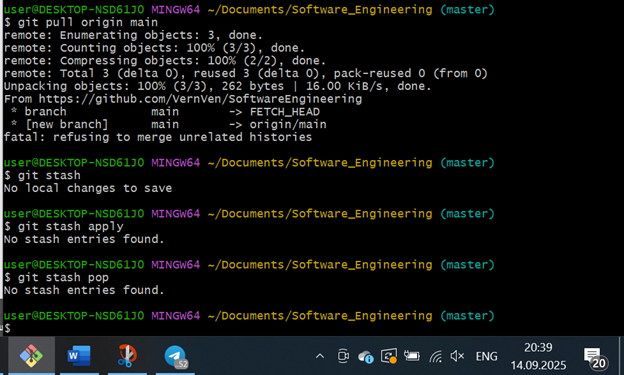 user@DESKTOP-NSD61J0 MINGW64 ~/Documents/Software_Engineering (master)
$ git pull origin main
remote: Enumerating objects: 3, done.
remote: Counting objects: 100% (3/3), done.
remote: Compressing objects: 100% (2/2), done.
remote: Total 3 (delta 0), reused 3 (delta 0), pack-reused 0 (from 0)
Unpacking objects: 100% (3/3), 262 bytes | 16.00 KiB/s, done.
From https://github.com/VernVen/SoftwareEngineering
 * branch            main       -> FETCH_HEAD
 * [new branch]      main       -> origin/main
fatal: refusing to merge unrelated histories
user@DESKTOP-NSD61J0 MINGW64 ~/Documents/Software_Engineering (master)
$ git stash
No local changes to save
user@DESKTOP-NSD61J0 MINGW64 ~/Documents/Software_Engineering (master)
$ git stash apply
No stash entries found.
user@DESKTOP-NSD61J0 MINGW64 ~/Documents/Software_Engineering (master)
$ git stash pop
No stash entries found.
user@DESKTOP-NSD61J0 MINGW64 ~/Documents/Software_Engineering (master)
$
ENG
20:39
14.09.2025
20